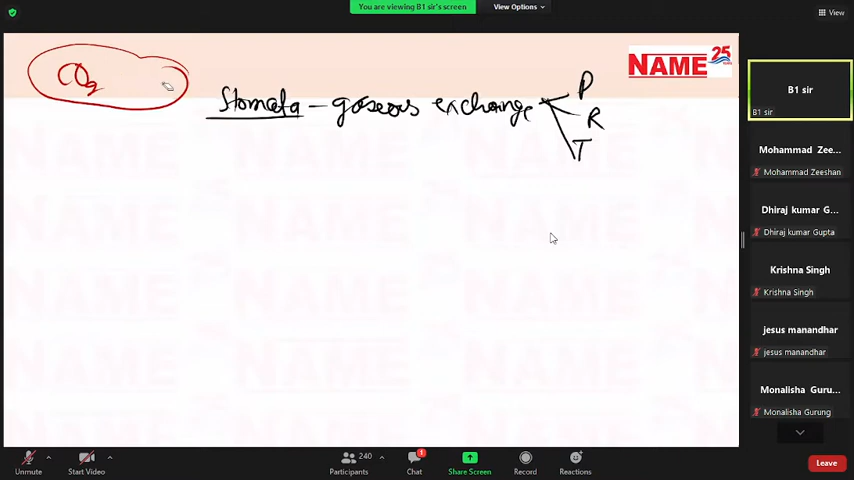 You are viewing B1 sir's screen
View Options
View
CO2
Stomata – gaseous exchange
P
R
T
NAME 25
B1 sir
B1 sir
Mohammad Zee...
Mohammad Zeeshan
Dhiraj kumar G...
Dhiraj kumar Gupta
Krishna Singh
Krishna Singh
jesus manandhar
jesus manandhar
Monalisha Guru...
Monalisha Gurung
Unmute
Start Video
240
Participants
1
Chat
Share Screen
Record
Reactions
Leave